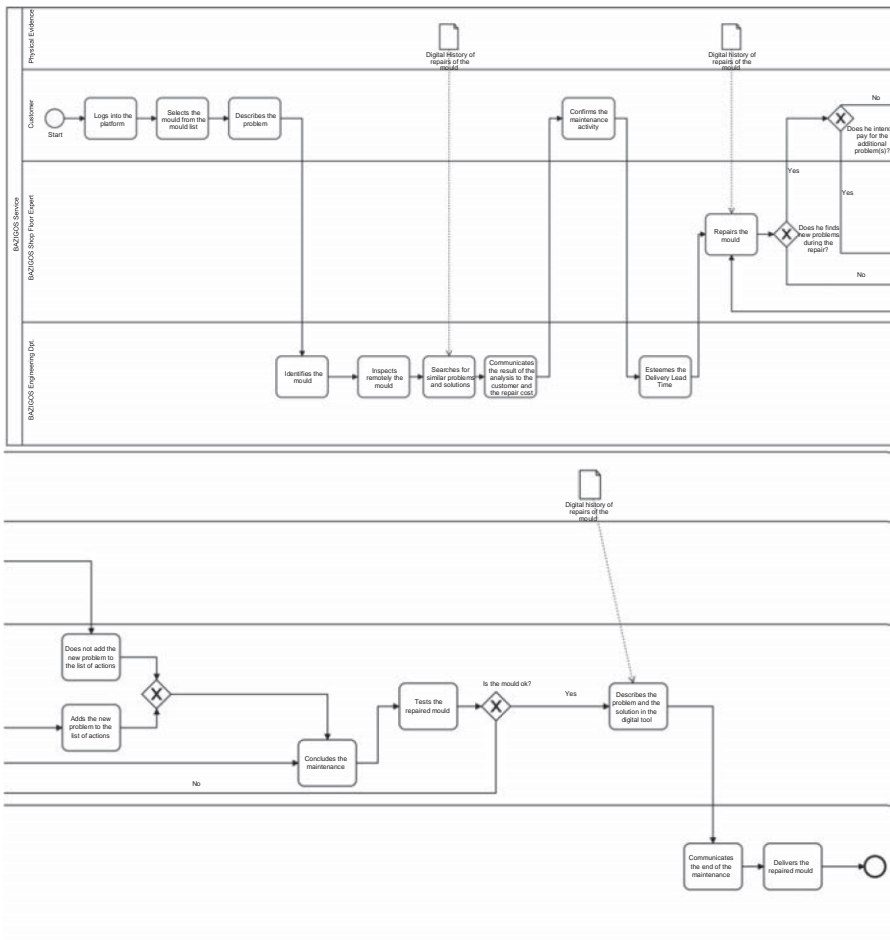 BAZIGOS Service
Physical Evidence
Digital History of
repairs of the
mould
Digital history of
repairs of the
mould
Customer
Start
Logs into the
platform
Selects the
mould from the
mould list
Describes the
problem
Confirms the
maintenance
activity
No
Does he intend
pay for the
additional
problem(s)?
Yes
Yes
BAZIGOS Shop Floor Expert
Repairs the
mould
Does he finds
new problems
during the
repair?
No
BAZIGOS Engineering Dpt.
Identifies the
mould
Inspects
remotely the
mould
Searches for
similar problems
and solutions
Communicates
the result of the
analysis to the
customer and
the repair cost
Esteemes the
Delivery Lead
Time
Digital history of
repairs of the
mould
Does not add the
new problem to
the list of actions
Adds the new
problem to the
list of actions
Concludes the
maintenance
Tests the
repaired mould
Is the mould ok?
Yes
No
Describes the
problem and the
solution in the
digital tool
Communicates
the end of the
maintenance
Delivers the
repaired mould